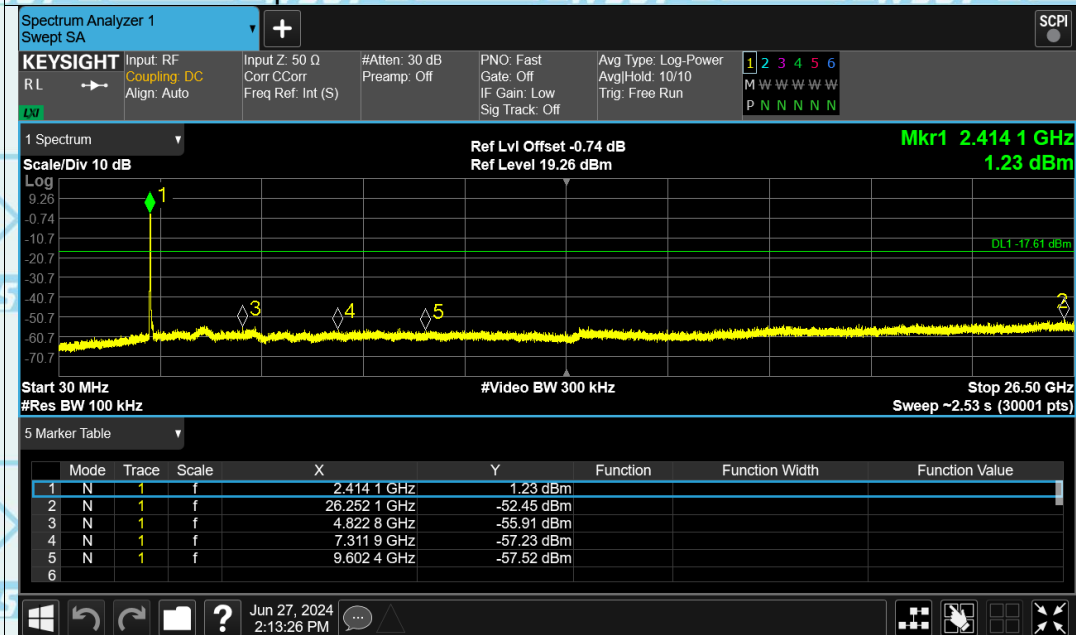 Spectrum Analyzer 1
Swept SA
+
SCPI
KEYSIGHT Input: RF Input Z: 50 Ω #Atten: 30 dB PNO: Fast Avg Type: Log-Power 1 2 3 4 5 6
R L Coupling: DC Corr CCorr Preamp: Off Gate: Off Avg|Hold: 10/10 M W W W W W
Align: Auto Freq Ref: Int (S) IF Gain: Low Trig: Free Run P N N N N N
LXI Sig Track: Off
1 Spectrum
Scale/Div 10 dB
Ref Lvl Offset -0.74 dB
Ref Level 19.26 dBm
Mkr1 2.414 1 GHz
1.23 dBm
Log
9.26
-0.74
-10.7
-20.7
-30.7
-40.7
-50.7
-60.7
-70.7
1
DL1 -17.61 dBm
3
4
5
2
Start 30 MHz #Video BW 300 kHz Stop 26.50 GHz
#Res BW 100 kHz Sweep ~2.53 s (30001 pts)
5 Marker Table
Mode Trace Scale X Y Function Function Width Function Value
1 N 1 f 2.414 1 GHz 1.23 dBm
2 N 1 f 26.252 1 GHz -52.45 dBm
3 N 1 f 4.822 8 GHz -55.91 dBm
4 N 1 f 7.311 9 GHz -57.23 dBm
5 N 1 f 9.602 4 GHz -57.52 dBm
6
?
Jun 27, 2024
2:13:26 PM